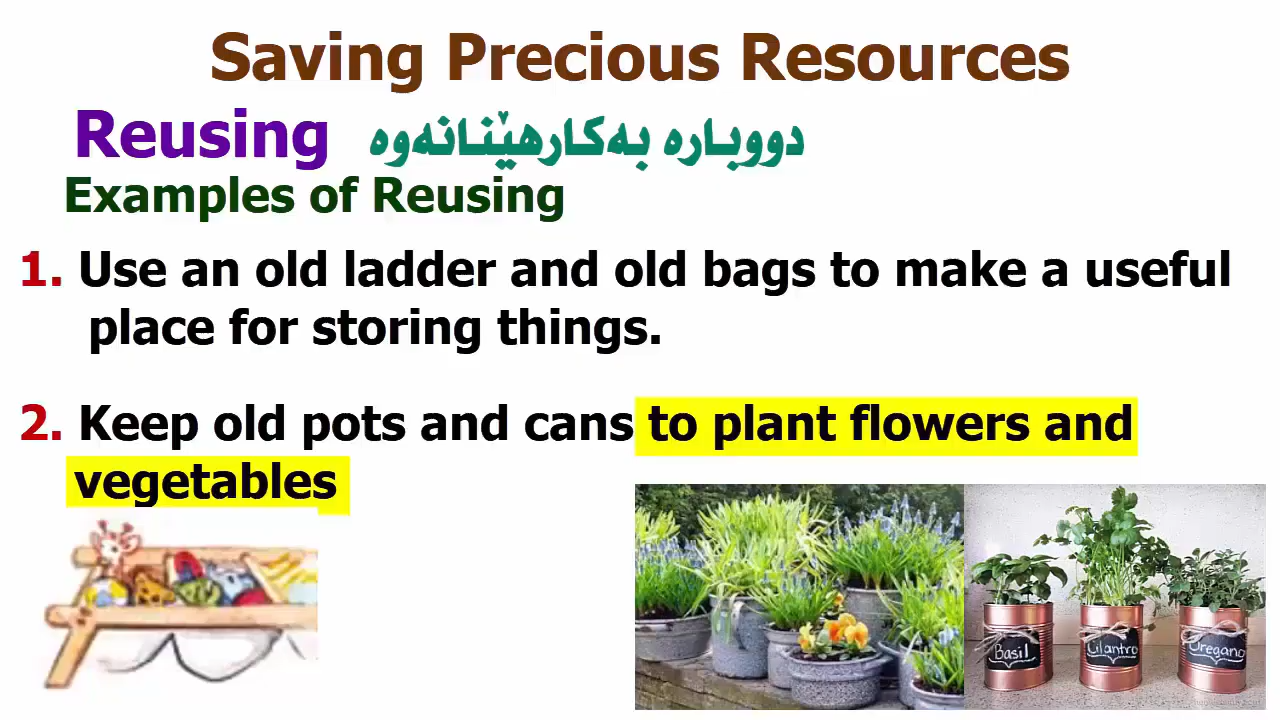 Saving Precious Resources
Reusing دووبارە بەکارهێنانەوە
Examples of Reusing
1. Use an old ladder and old bags to make a useful
place for storing things.
2. Keep old pots and cans to plant flowers and
vegetables
Basil
Cilantro
Oregano